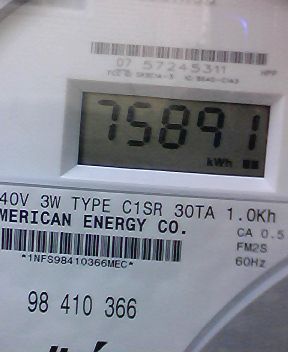 07 57245311
HPP
75891
kWh
40V 3W TYPE C1SR 30TA 1.0Kh
MERICAN ENERGY CO.
CA 0.5
FM2S
*1NFS98410366MEC*
60Hz
98 410 366